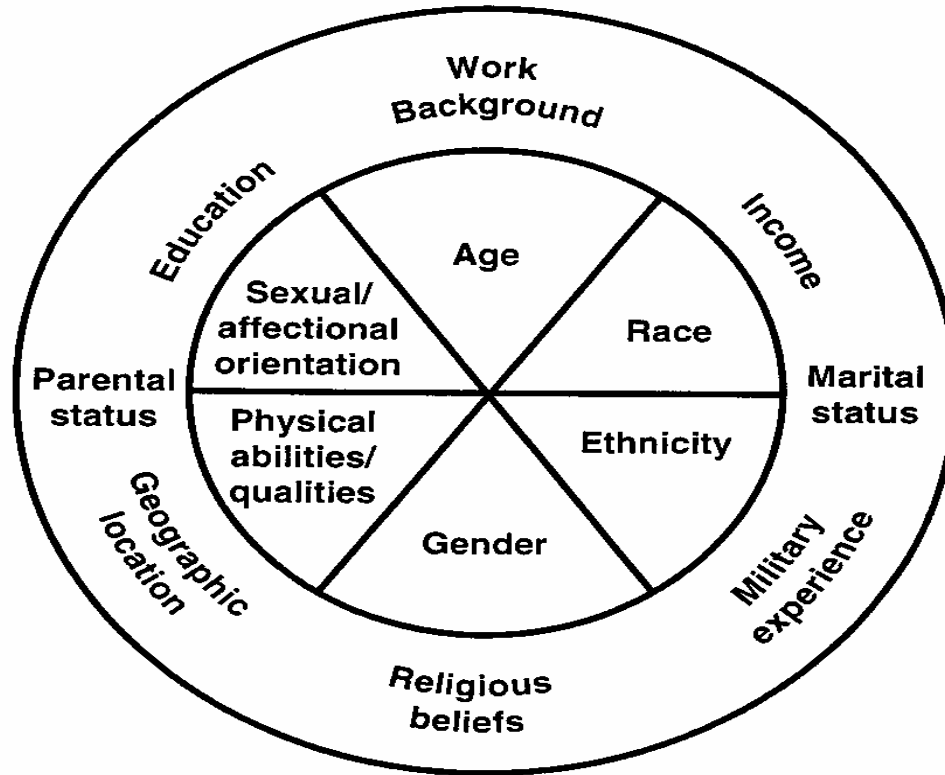 Work
Background
Education
Income
Age
Sexual/
affectional
orientation
Race
Parental
status
Marital
status
Physical
abilities/
qualities
Ethnicity
Geographic
location
Gender
Military
experience
Religious
beliefs